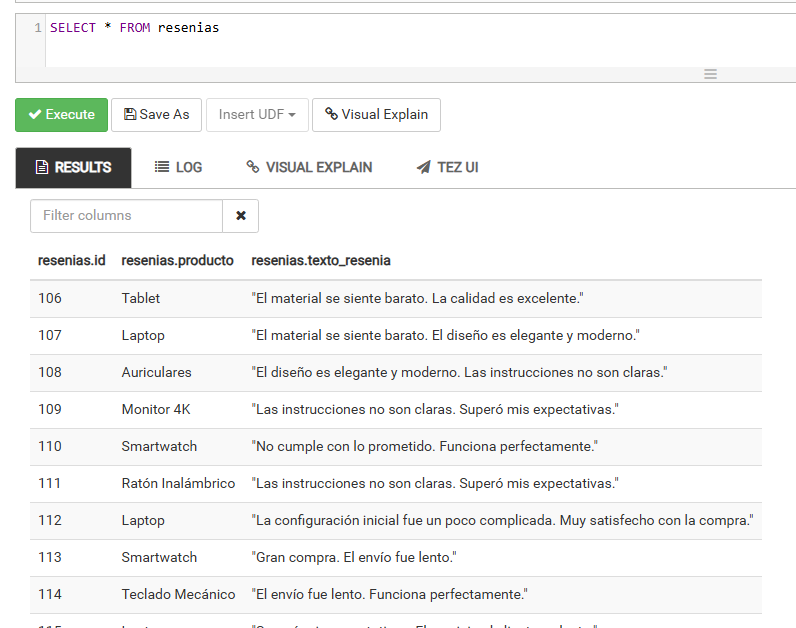 1 SELECT * FROM resenias
Execute Save As Insert UDF Visual Explain
RESULTS LOG VISUAL EXPLAIN TEZ UI
Filter columns
resenias.id resenias.producto resenias.texto_resenia
106 Tablet "El material se siente barato. La calidad es excelente."
107 Laptop "El material se siente barato. El diseño es elegante y moderno."
108 Auriculares "El diseño es elegante y moderno. Las instrucciones no son claras."
109 Monitor 4K "Las instrucciones no son claras. Superó mis expectativas."
110 Smartwatch "No cumple con lo prometido. Funciona perfectamente."
111 Ratón Inalámbrico "Las instrucciones no son claras. Superó mis expectativas."
112 Laptop "La configuración inicial fue un poco complicada. Muy satisfecho con la compra."
113 Smartwatch "Gran compra. El envío fue lento."
114 Teclado Mecánico "El envío fue lento. Funciona perfectamente."